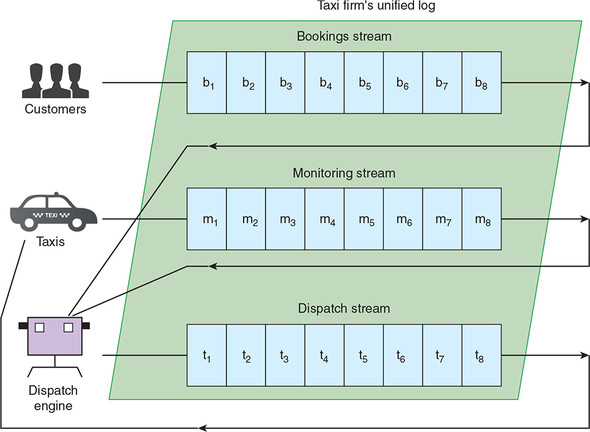 Taxi firm's unified log
Bookings stream
b1 b2 b3 b4 b5 b6 b7 b8
Customers
Monitoring stream
m1 m2 m3 m4 m5 m6 m7 m8
TAXI
Taxis
Dispatch stream
t1 t2 t3 t4 t5 t6 t7 t8
Dispatch
engine